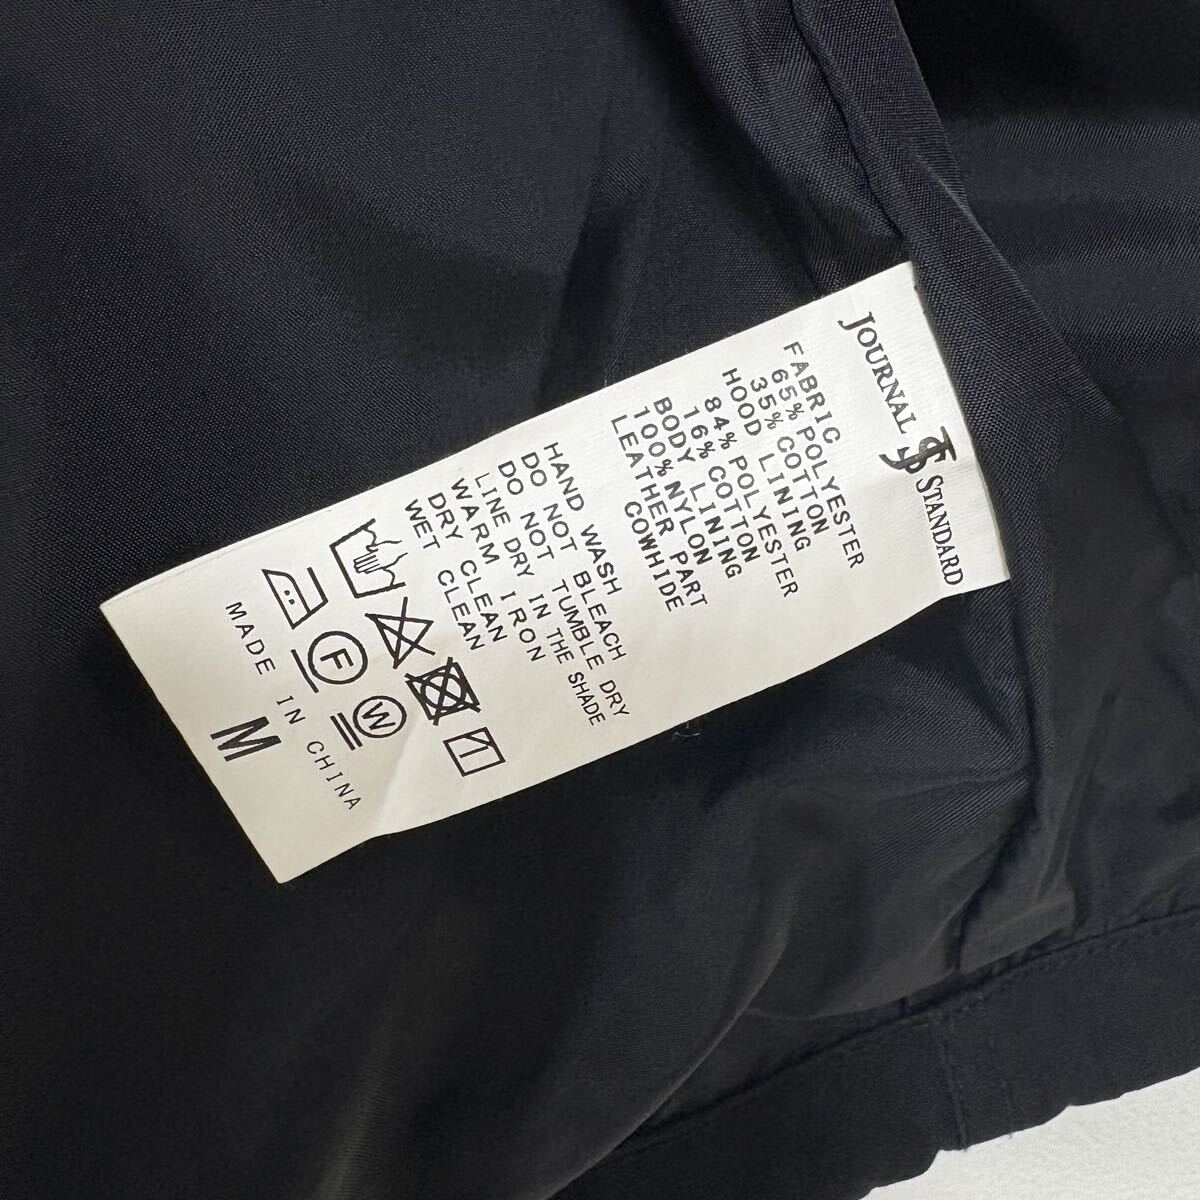 JOURNAL JS STANDARD
FABRIC
65% POLYESTER
35% COTTON
HOOD LINING
84% POLYESTER
16% COTTON
BODY LINING
100% NYLON
LEATHER PART
COWHIDE
HAND WASH
DO NOT BLEACH
DO NOT TUMBLE DRY
LINE DRY IN THE SHADE
WARM IRON
DRY CLEAN
WET CLEAN
F
W
MADE IN CHINA
M